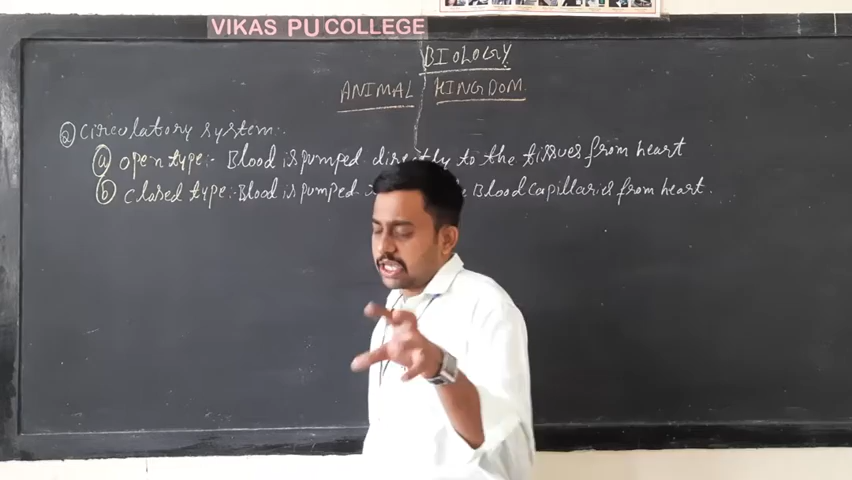 VIKAS PU COLLEGE
BIOLOGY
ANIMAL KINGDOM
② Circulatory system:-
ⓐ open type:- Blood is pumped directly to the tissues from heart
ⓑ closed type:- Blood is pumped Blood capillaries from heart.